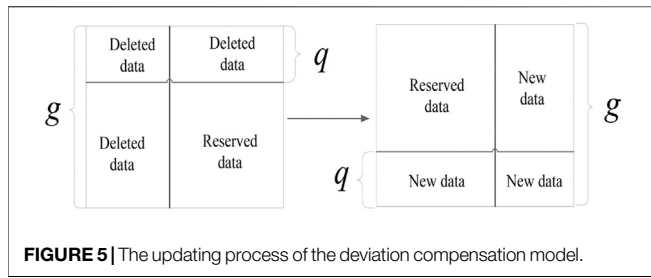 Deleted
data
Deleted
data
q
g
Deleted
data
Reserved
data
Reserved
data
New
data
g
q
New data
New data
FIGURE 5 | The updating process of the deviation compensation model.